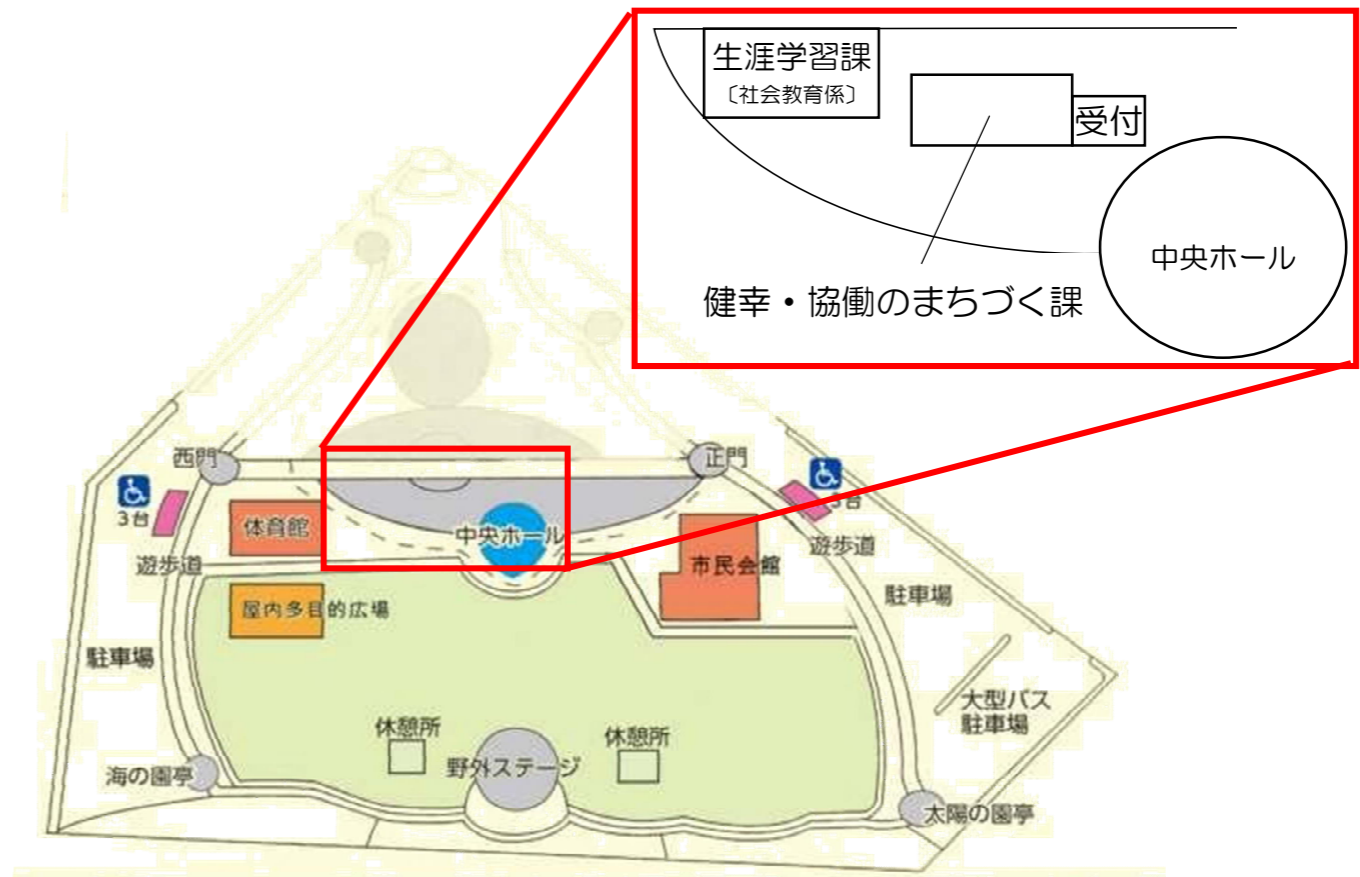 生涯学習課
〔社会教育係〕
受付
中央ホール
健幸・協働のまちづく課
西門
正門
3台
3台
体育館
中央ホール
遊歩道
遊歩道
市民会館
屋内多目的広場
駐車場
駐車場
大型バス
駐車場
休憩所
休憩所
野外ステージ
海の園亭
太陽の園亭